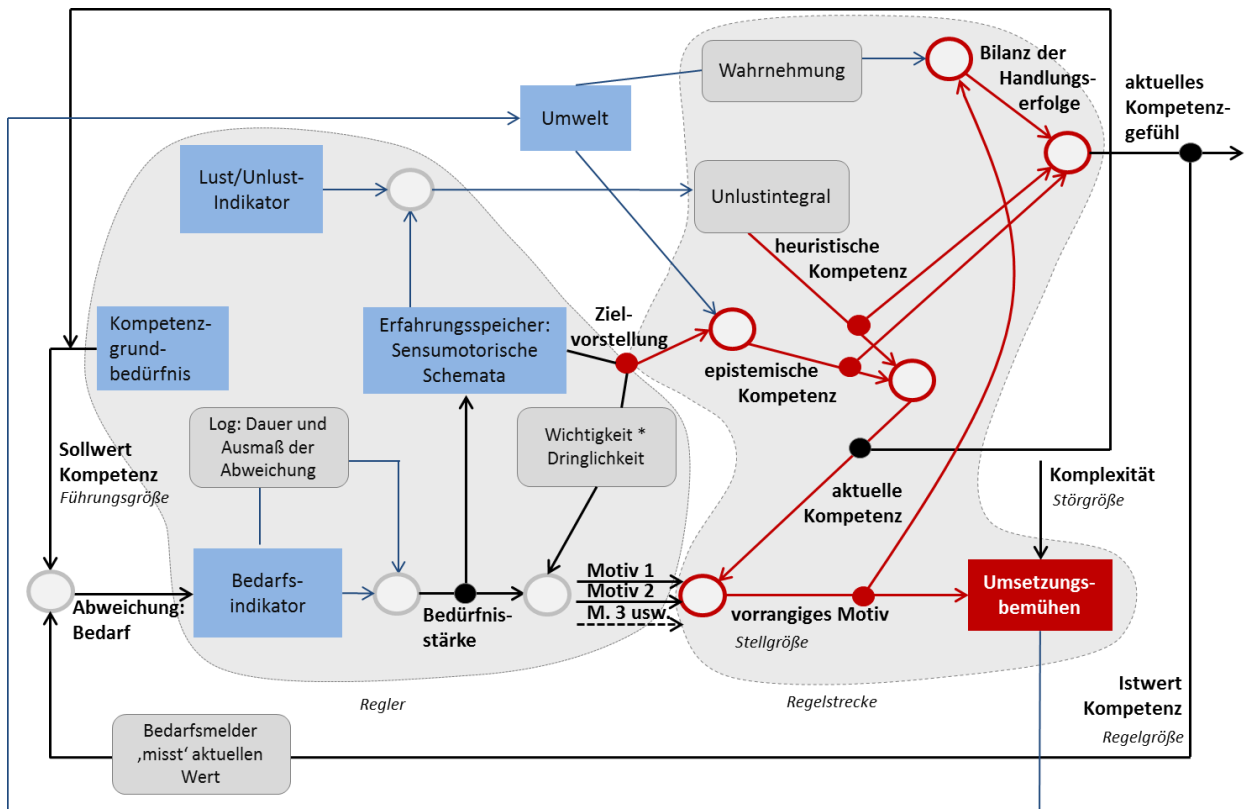 Wahrnehmung
Bilanz der
Handlungs-
erfolge
aktuelles
Kompetenz-
gefühl
Umwelt
Lust/Unlust-
Indikator
Unlustintegral
heuristische
Kompetenz
Kompetenz-
grund-
bedürfnis
Erfahrungsspeicher:
Sensumotorische
Schemata
Ziel-
vorstellung
epistemische
Kompetenz
Log: Dauer und
Ausmaß der
Abweichung
Wichtigkeit *
Dringlichkeit
Sollwert
Kompetenz
Führungsgröße
aktuelle
Kompetenz
Komplexität
Störgröße
Abweichung:
Bedarf
Bedarfs-
indikator
Bedürfnis-
stärke
Motiv 1
Motiv 2
M. 3 usw.
vorrangiges Motiv
Stellgröße
Umsetzungs-
bemühen
Regler
Regelstrecke
Istwert
Kompetenz
Regelgröße
Bedarfsmelder
‚misst‘ aktuellen
Wert